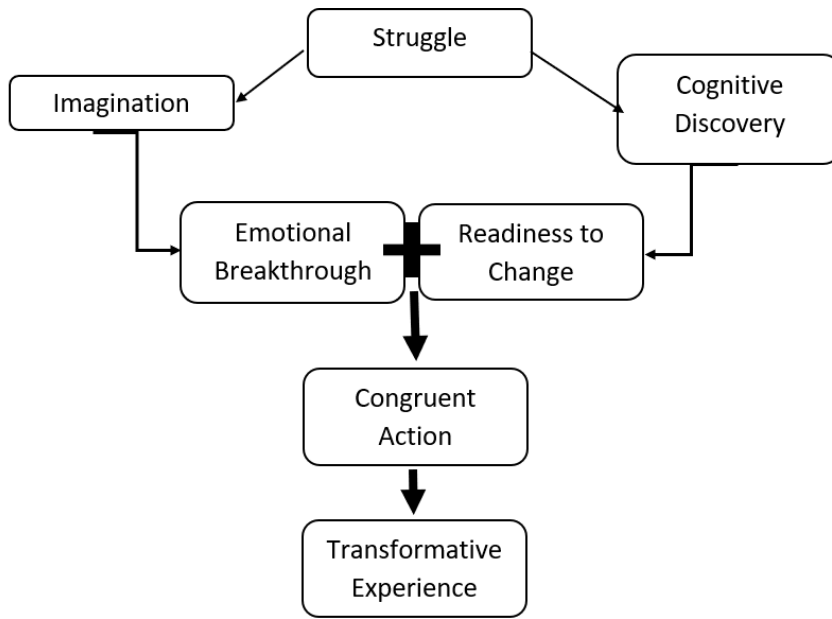 Struggle
Imagination
Cognitive
Discovery
Emotional
Breakthrough
Readiness to
Change
Congruent
Action
Transformative
Experience